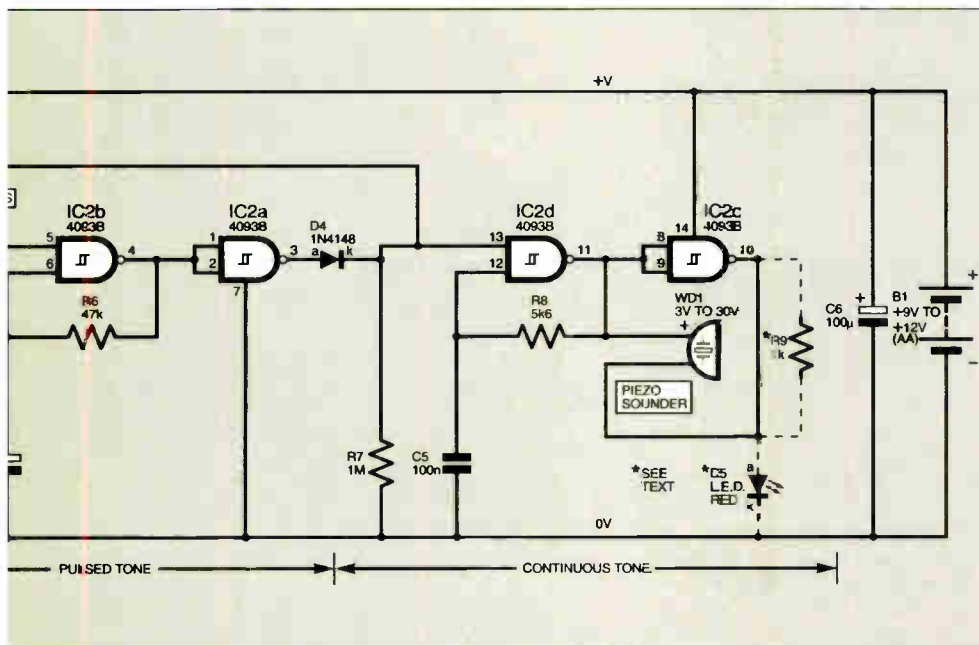 +V
S
IC2b
4093B
5
6
4
R6
47k
IC2a
4093B
1
2
3
7
D4
1N4148
a
k
R7
1M
C5
100n
IC2d
4093B
13
12
11
R8
5k6
IC2c
4093B
14
8
9
10
WD1
3V TO 30V
+
PIEZO
SOUNDER
*R9
k
*SEE
TEXT
*D5
L.E.D.
RED
a
k
C6
100µ
+
B1
+9V TO
+12V
(AA)
+
-
0V
PULSED TONE
CONTINUOUS TONE